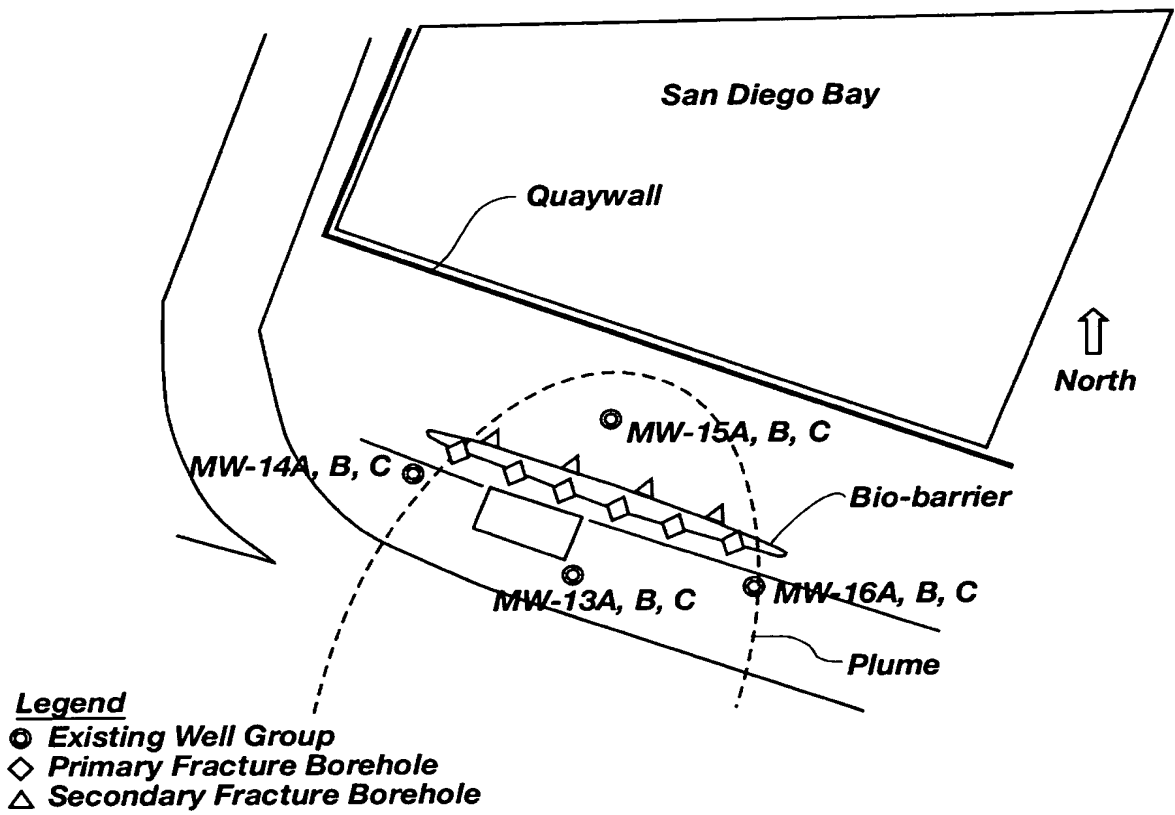 San Diego Bay
Quaywall
North
MW-15A, B, C
MW-14A, B, C
Bio-barrier
MW-13A, B, C
MW-16A, B, C
Plume
Legend
Existing Well Group
Primary Fracture Borehole
Secondary Fracture Borehole